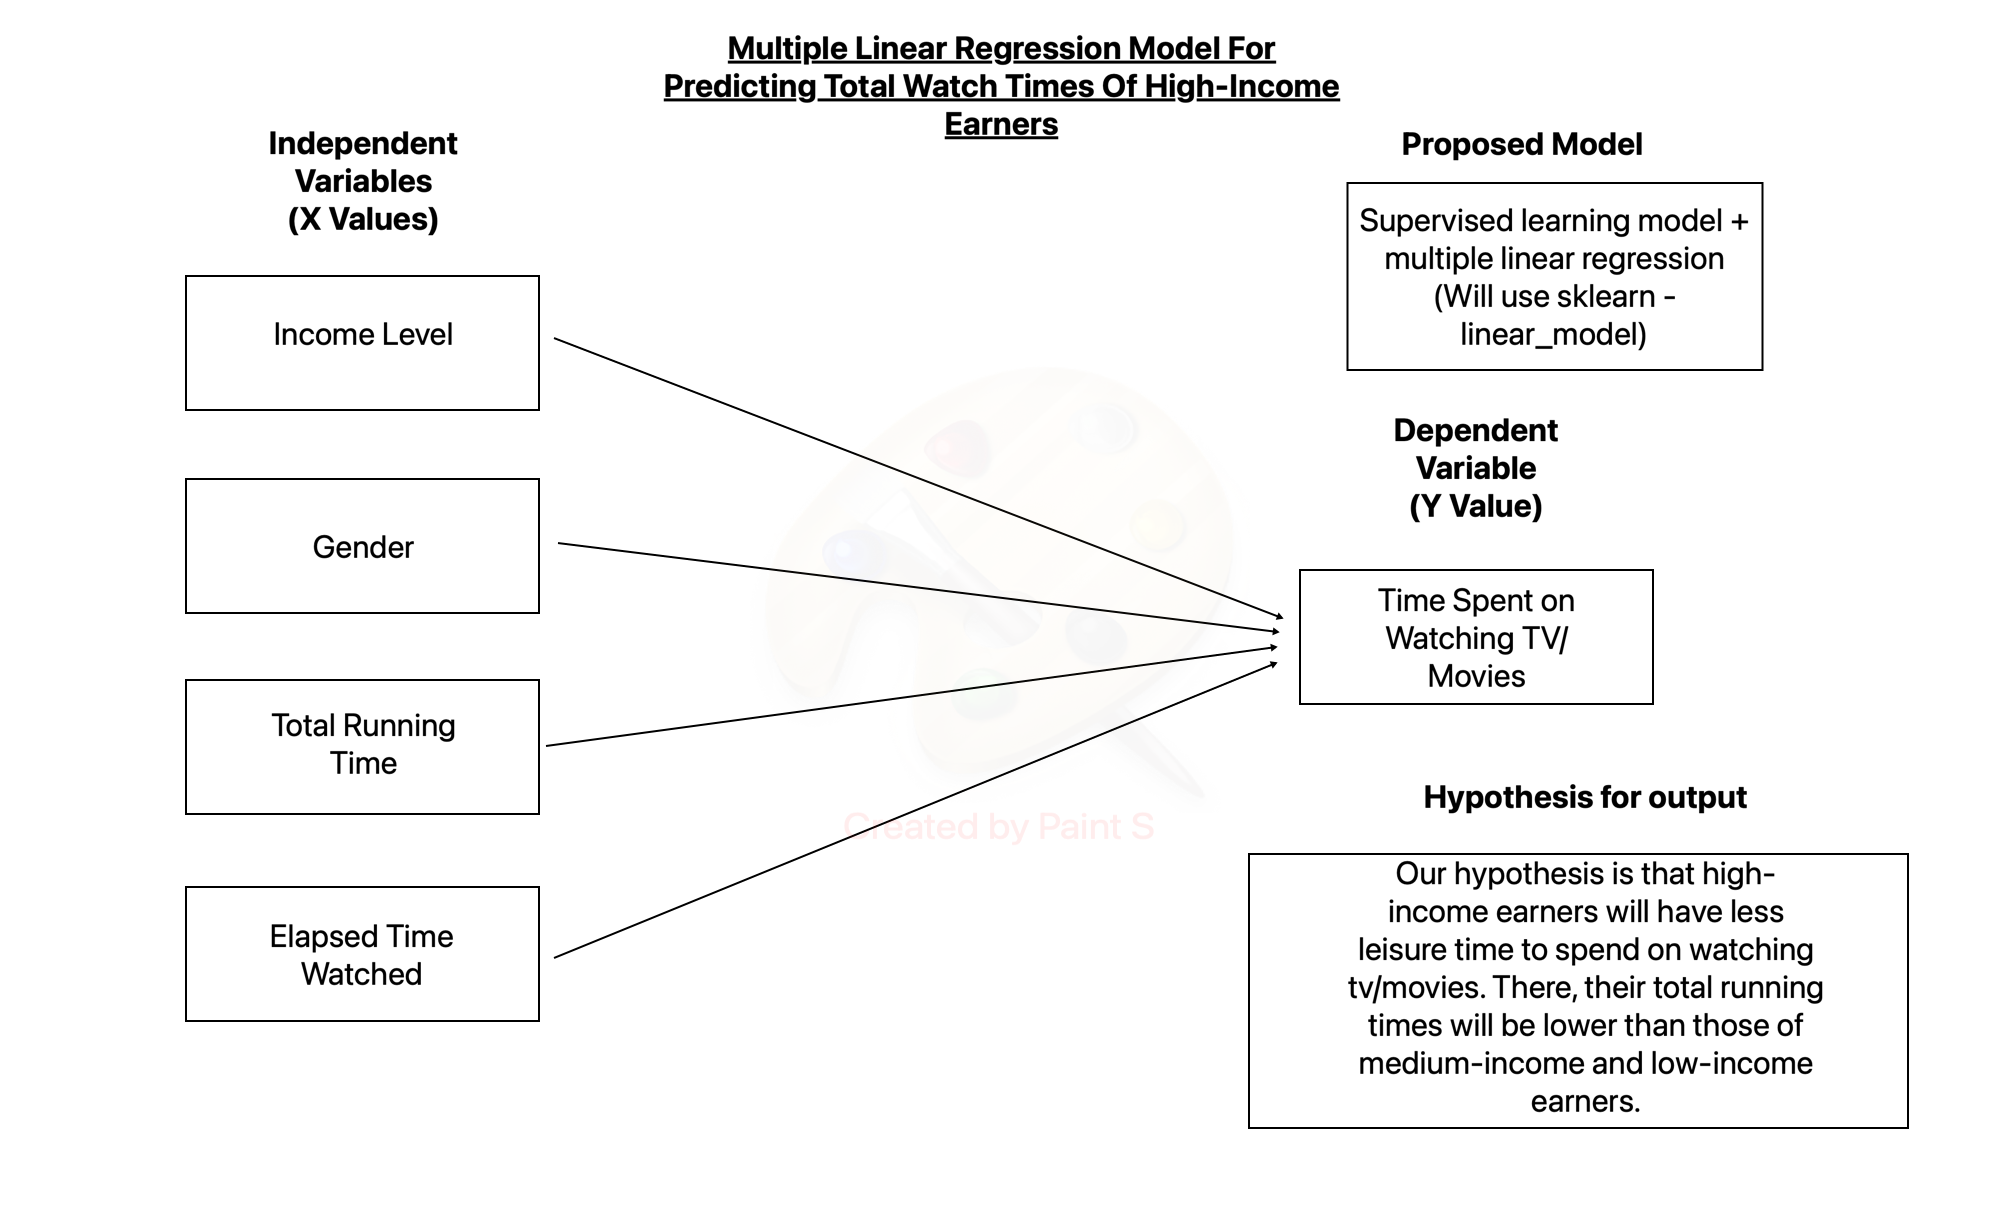 Multiple Linear Regression Model For
Predicting Total Watch Times Of High-Income
Earners
Independent
Variables
(X Values)
Income Level
Gender
Total Running
Time
Elapsed Time
Watched
Proposed Model
Supervised learning model +
multiple linear regression
(Will use sklearn -
linear_model)
Dependent
Variable
(Y Value)
Time Spent on
Watching TV/
Movies
Hypothesis for output
Our hypothesis is that high-
income earners will have less
leisure time to spend on watching
tv/movies. There, their total running
times will be lower than those of
medium-income and low-income
earners.
Created by Paint S